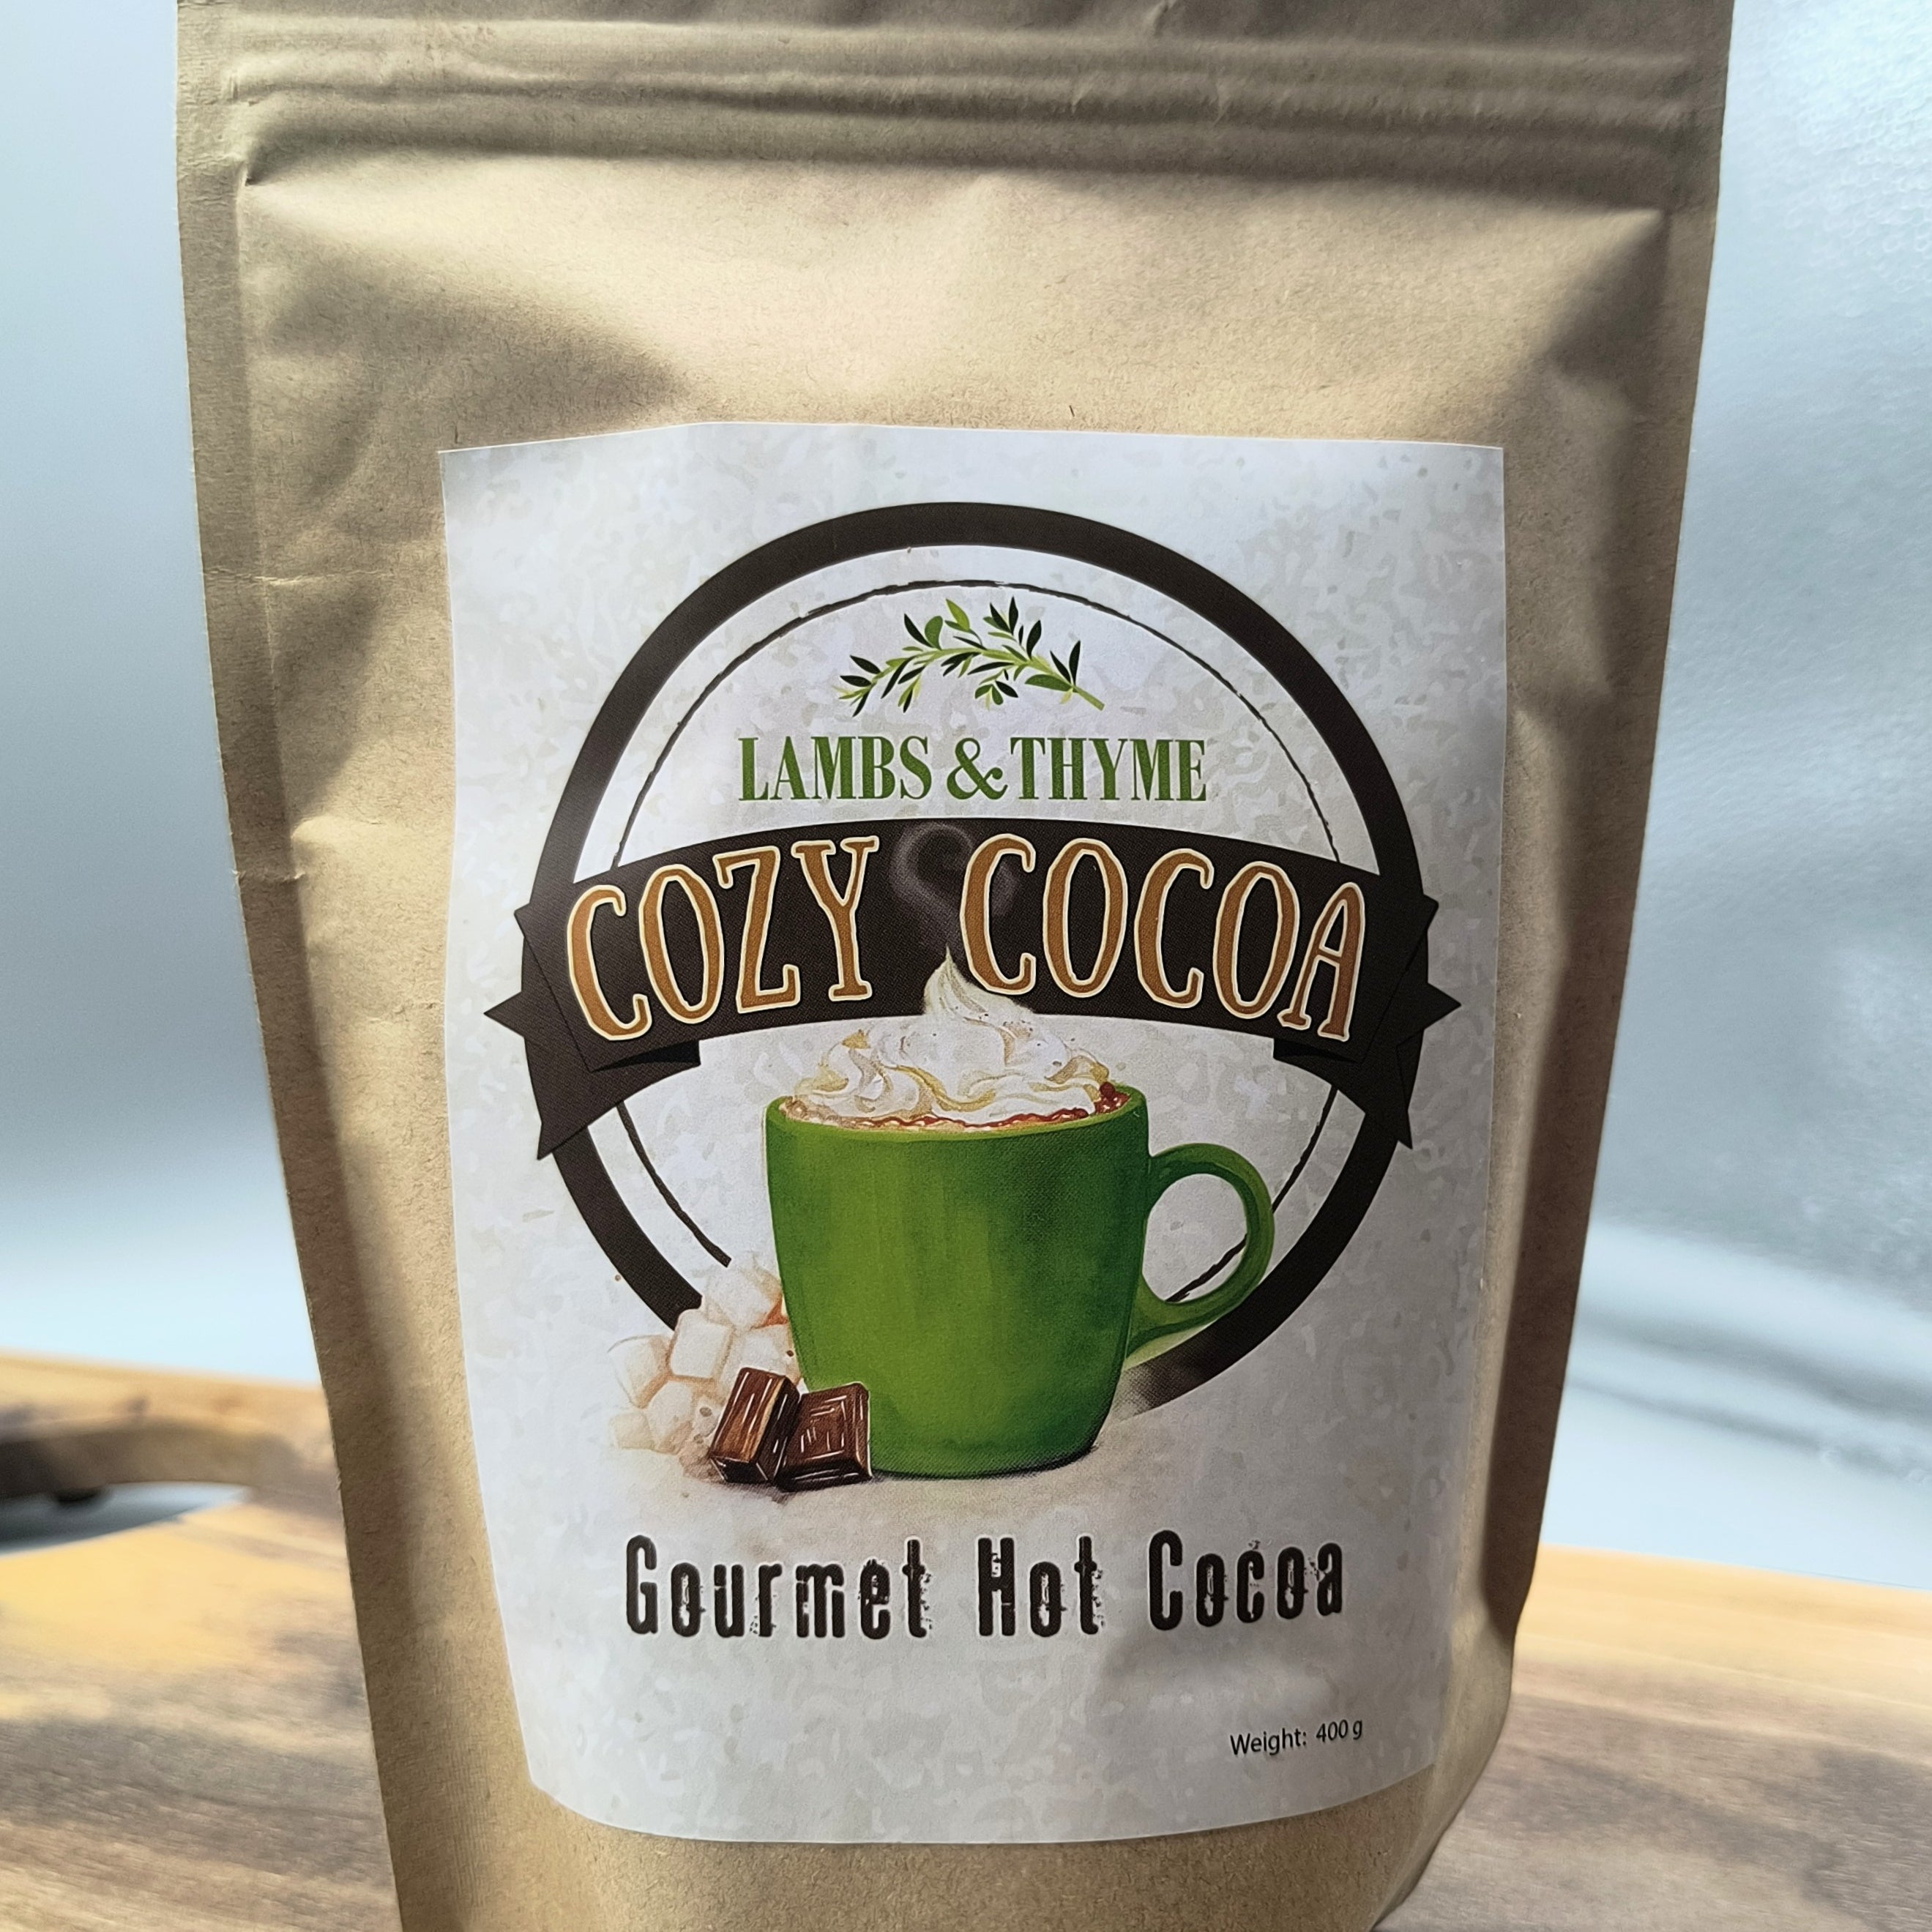 LAMBS & THYME
COZY COCOA
Gourmet Hot Cocoa
Weight: 400 g